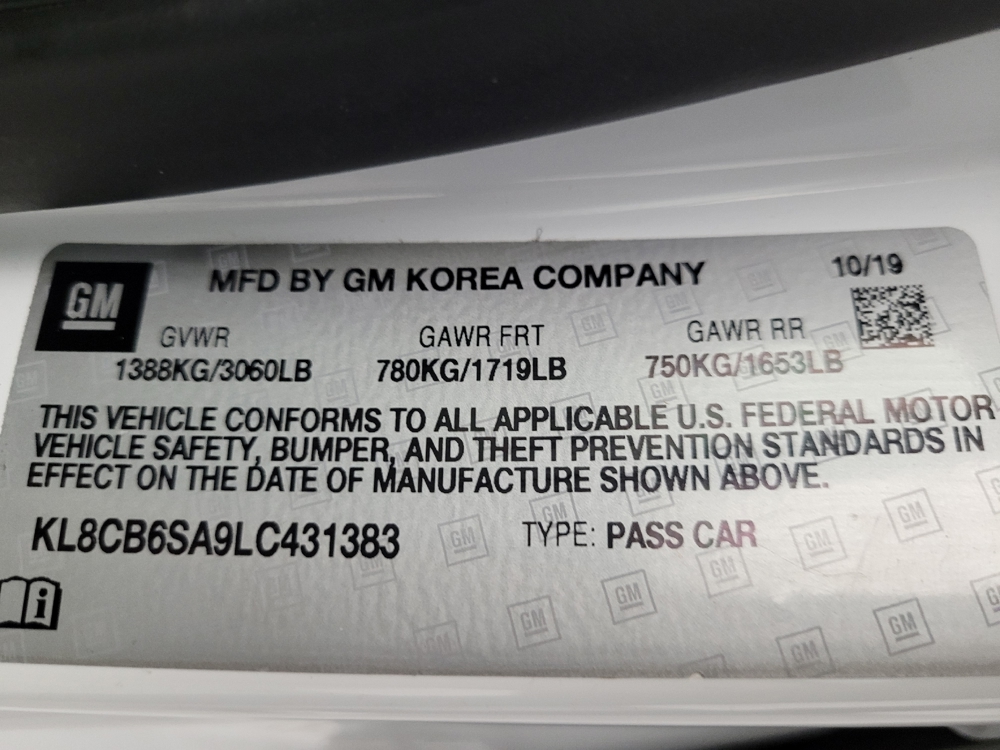 GM
MFD BY GM KOREA COMPANY
10/19
GVWR GAWR FRT GAWR RR
1388KG/3060LB 780KG/1719LB 750KG/1653LB
THIS VEHICLE CONFORMS TO ALL APPLICABLE U.S. FEDERAL MOTOR
VEHICLE SAFETY, BUMPER, AND THEFT PREVENTION STANDARDS IN
EFFECT ON THE DATE OF MANUFACTURE SHOWN ABOVE.
KL8CB6SA9LC431383 TYPE: PASS CAR
i